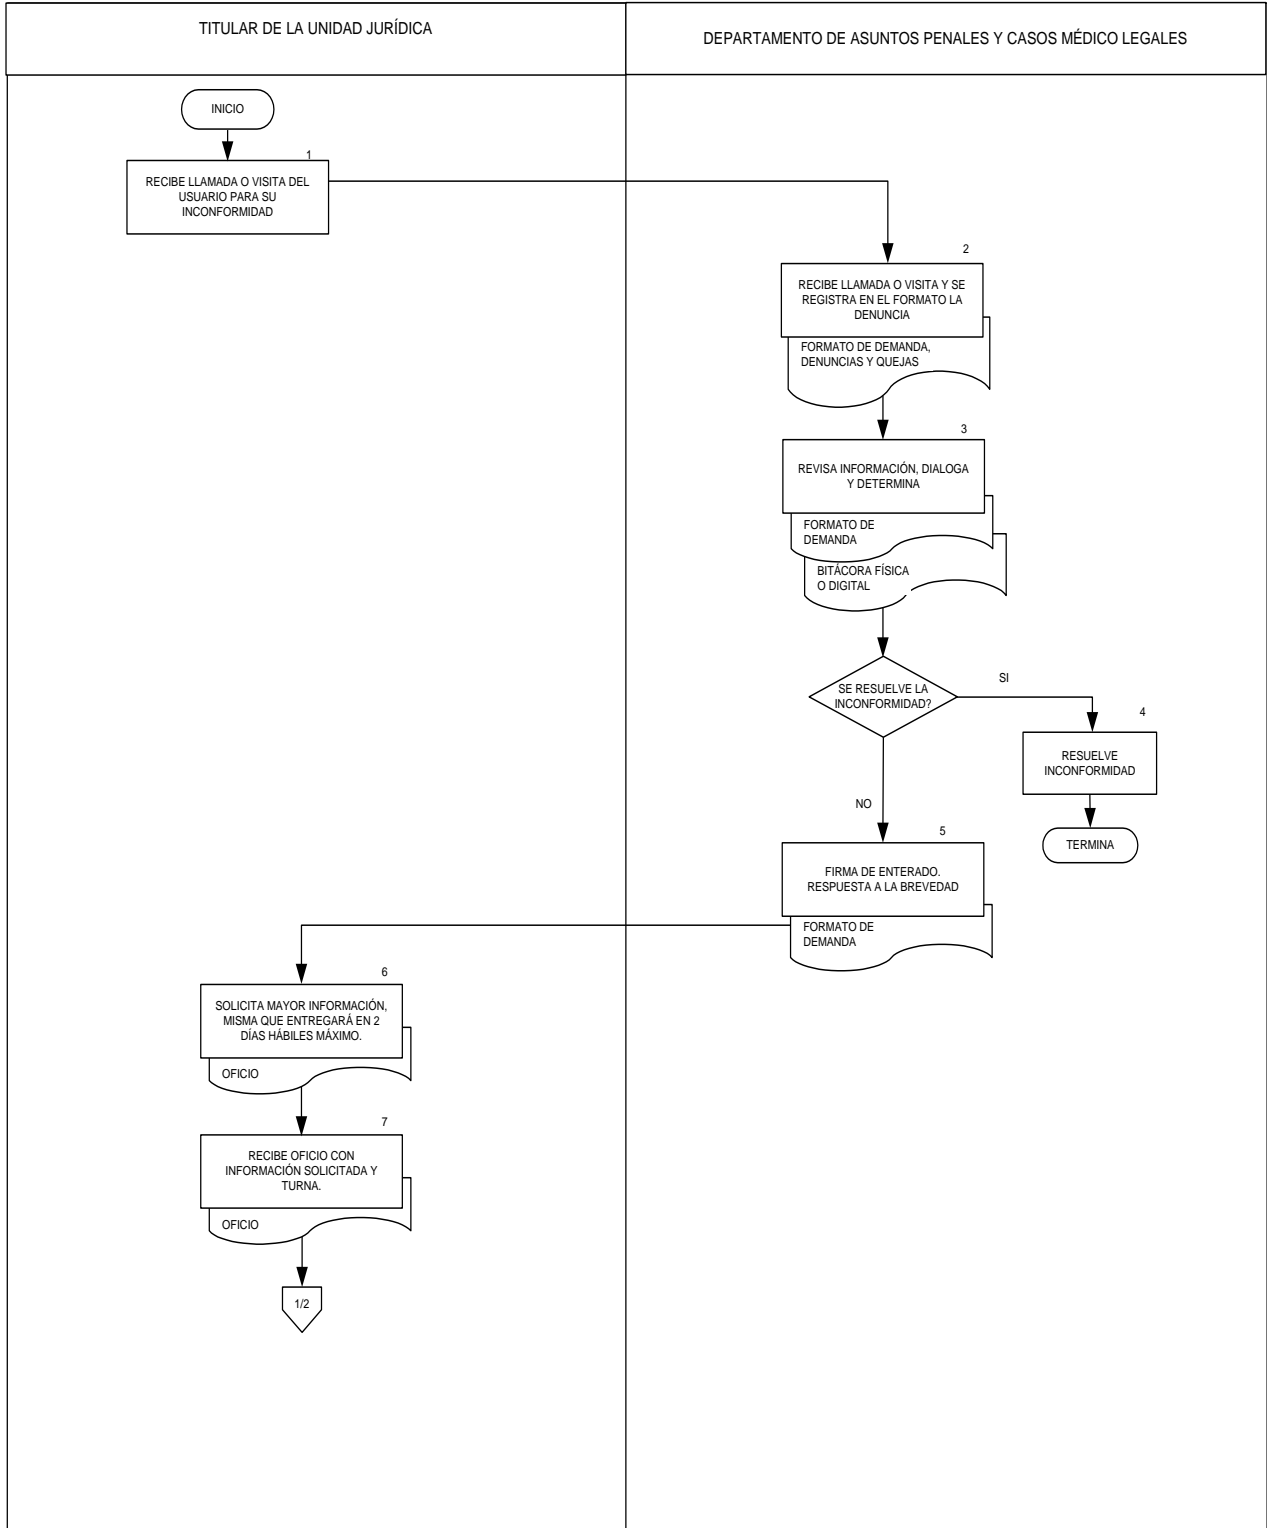 TITULAR DE LA UNIDAD JURÍDICA
DEPARTAMENTO DE ASUNTOS PENALES Y CASOS MÉDICO LEGALES
INICIO
1
RECIBE LLAMADA O VISITA DEL
USUARIO PARA SU
INCONFORMIDAD
2
RECIBE LLAMADA O VISITA Y SE
REGISTRA EN EL FORMATO LA
DENUNCIA
FORMATO DE DEMANDA,
DENUNCIAS Y QUEJAS
3
REVISA INFORMACIÓN, DIALOGA
Y DETERMINA
FORMATO DE
DEMANDA
BITÁCORA FÍSICA
O DIGITAL
SE RESUELVE LA
INCONFORMIDAD?
SI
4
RESUELVE
INCONFORMIDAD
TERMINA
NO
5
FIRMA DE ENTERADO.
RESPUESTA A LA BREVEDAD
FORMATO DE
DEMANDA
6
SOLICITA MAYOR INFORMACIÓN,
MISMA QUE ENTREGARÁ EN 2
DÍAS HÁBILES MÁXIMO.
OFICIO
7
RECIBE OFICIO CON
INFORMACIÓN SOLICITADA Y
TURNA.
OFICIO
1/2